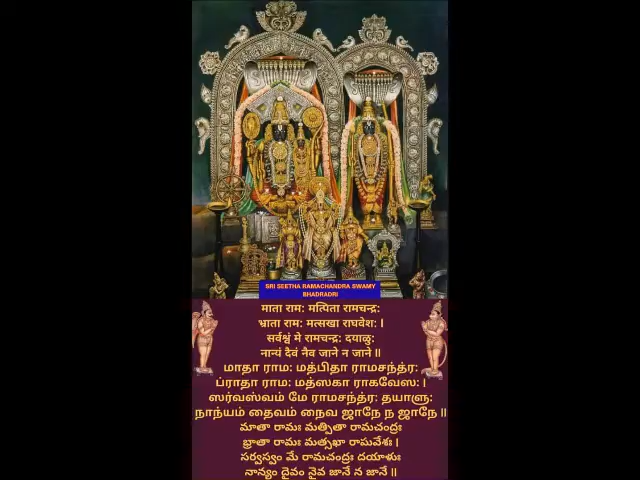 SRI SEETHA RAMACHANDRA SWAMY
BHADRADRI
माता राम: मत्पिता रामचन्द्र:
भ्राता राम: मत्सखा राघवेश: ।
सर्वश्वं मे रामचन्द्र: दयाळु:
नान्यं दैवं नैव जाने न जाने ॥
மாதா ராம: மத்பிதா ராமசந்த்ர:
ப்ராதா ராம: மத்ஸகா ராகவேஸ: |
ஸர்வஸ்வம் மே ராமசந்த்ர: தயாளு:
நாந்யம் தைவம் நைவ ஜாநே ந ஜாநே ||
మాతా రామః మత్పితా రామచంద్రః
భ్రాతా రామః మత్సఖా రాఘవేశః |
సర్వస్వం మే రామచంద్రః దయాళుః
నాన్యం దైవం నైవ జానే న జానే ||